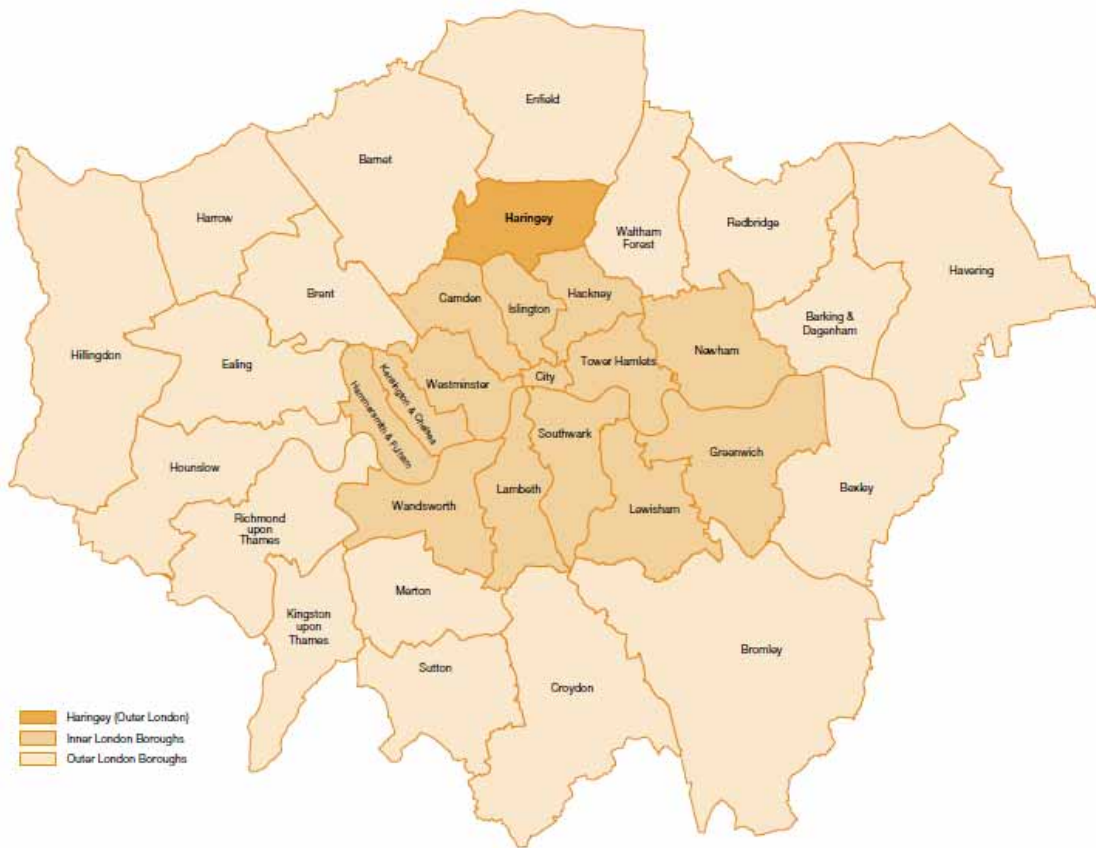 Enfield
Barnet
Haringey
Harrow
Waltham
Forest
Redbridge
Havering
Brent
Camden
Islington
Hackney
Barking &
Dagenham
Hillingdon
Ealing
Kensington & Chelsea
Hammersmith & Fulham
Westminster
City
Tower Hamlets
Newham
Southwark
Greenwich
Hounslow
Wandsworth
Lambeth
Lewisham
Bexley
Richmond
upon
Thames
Merton
Kingston
upon
Thames
Sutton
Croydon
Bromley
Haringey (Outer London)
Inner London Boroughs
Outer London Boroughs